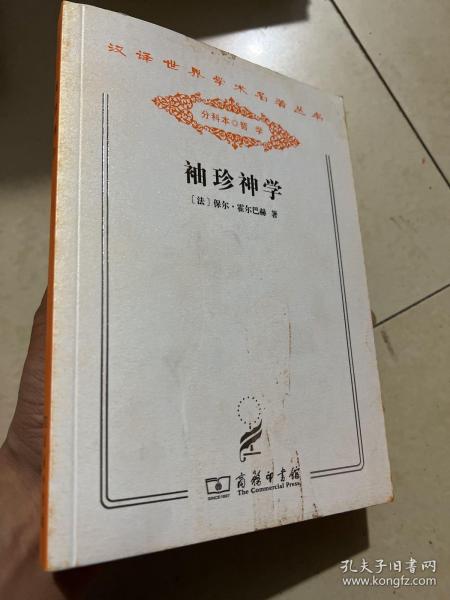 汉译世界学术名著丛书
分科本 哲学
袖珍神学
〔法〕保尔·霍尔巴赫 著
商务印书馆
SINCE1897 The Commercial Press
孔夫子旧书网
www.kongfz.com